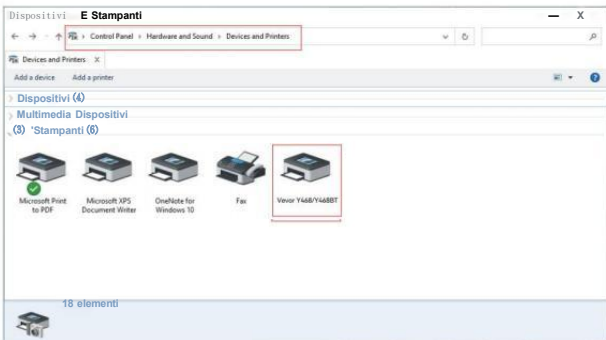 Dispositivi E Stampanti
Control Panel › Hardware and Sound › Devices and Printers
Devices and Printers X
Add a device Add a printer
Dispositivi (4)
Multimedia Dispositivi
(3) 'Stampanti (6)
Microsoft Print to PDF
Microsoft XPS Document Writer
OneNote for Windows 10
Fax
Vevor Y468/Y468BT
18 elementi